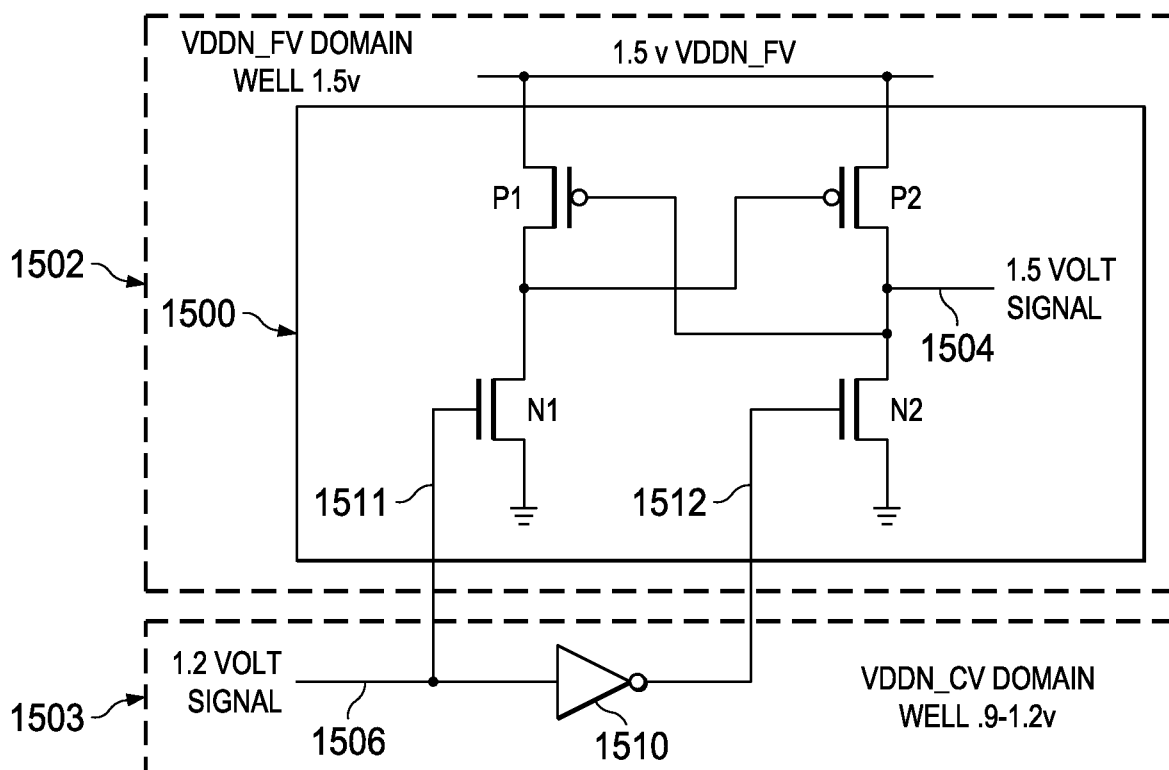 VDDN_FV DOMAIN
WELL 1.5v
1.5 v VDDN_FV
P1
P2
1502
1500
1.5 VOLT
SIGNAL
1504
N1
N2
1511
1512
1.2 VOLT
SIGNAL
VDDN_CV DOMAIN
WELL .9-1.2v
1503
1506
1510